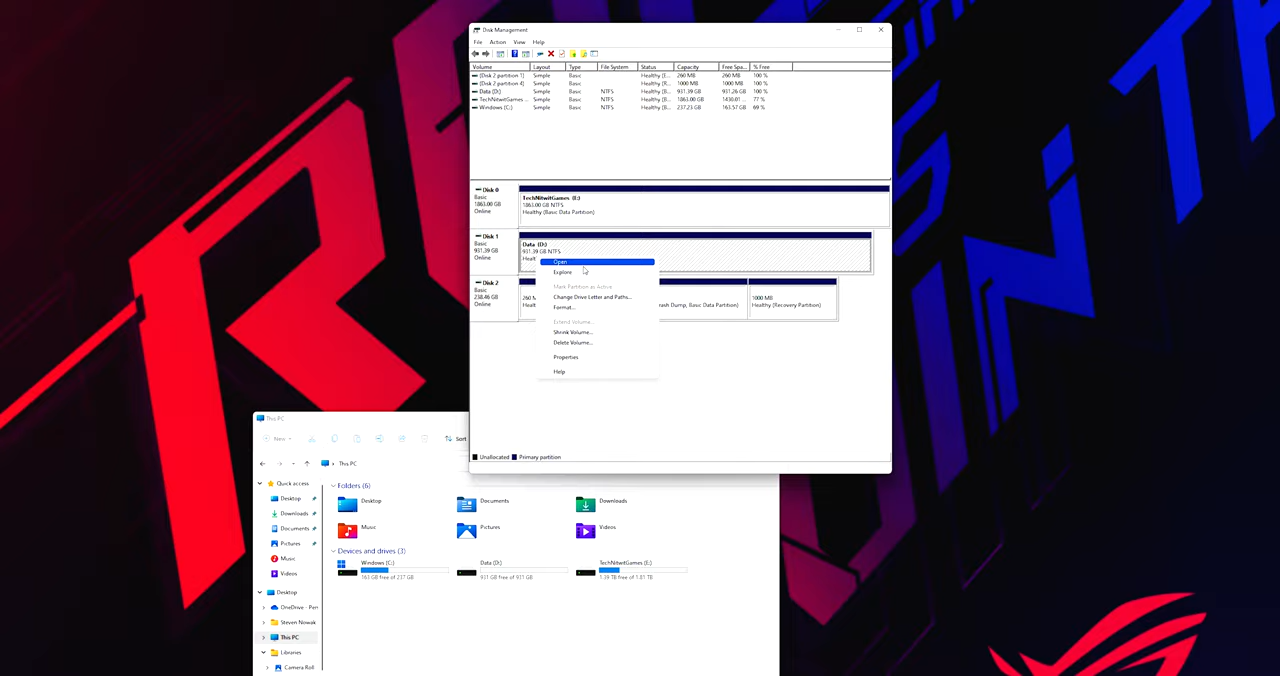 Disk Management
File Action View Help
Volume Layout Type File System Status Capacity Free Spa... % Free
(Disk 2 partition 1) Simple Basic Healthy (E... 260 MB 260 MB 100 %
(Disk 2 partition 4) Simple Basic Healthy (R... 1000 MB 1000 MB 100 %
Data (D:) Simple Basic NTFS Healthy (B... 931.39 GB 931.26 GB 100 %
TechNitwitGames ... Simple Basic NTFS Healthy (B... 1863.00 GB 1430.01 ... 77 %
Windows (C:) Simple Basic NTFS Healthy (B... 237.23 GB 163.57 GB 69 %
Disk 0
Basic
1863.00 GB
Online
TechNitwitGames (E:)
1863.00 GB NTFS
Healthy (Basic Data Partition)
Disk 1
Basic
931.39 GB
Online
Data (D:)
931.39 GB NTFS
Heal
Open
Explore
Mark Partition as Active
Change Drive Letter and Paths...
Format...
Extend Volume...
Shrink Volume...
Delete Volume...
Properties
Help
Disk 2
Basic
238.46 GB
Online
260 M
Healt
rash Dump, Basic Data Partition)
1000 MB
Healthy (Recovery Partition)
Unallocated Primary partition
This PC
New Sort
This PC
Quick access
Desktop
Downloads
Documents
Pictures
Music
Videos
Desktop
OneDrive - Pers
Steven Nowak
This PC
Libraries
Camera Roll
Folders (6)
Desktop Documents Downloads
Music Pictures Videos
Devices and drives (3)
Windows (C:) Data (D:) TechNitwitGames (E:)
163 GB free of 237 GB 931 GB free of 931 GB 1.39 TB free of 1.81 TB